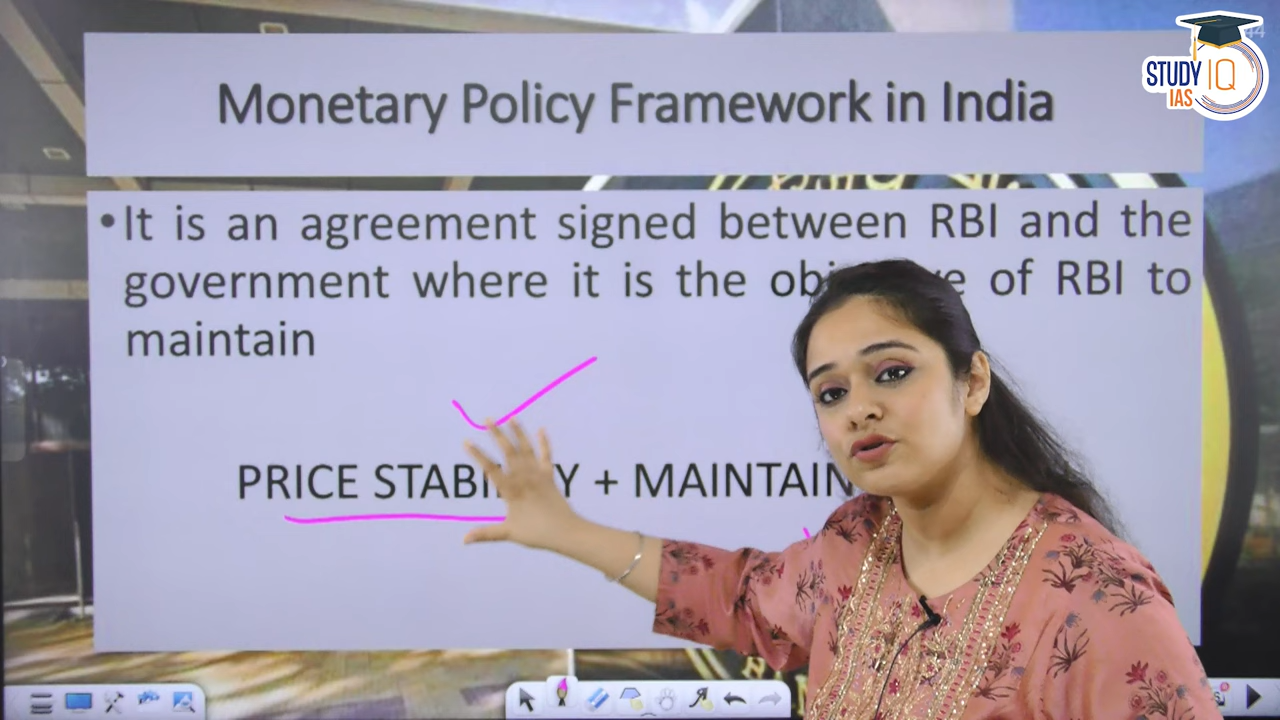 STUDY IQ
IAS
Monetary Policy Framework in India
•It is an agreement signed between RBI and the
government where it is the of RBI to
maintain
PRICE + MAINTAIN